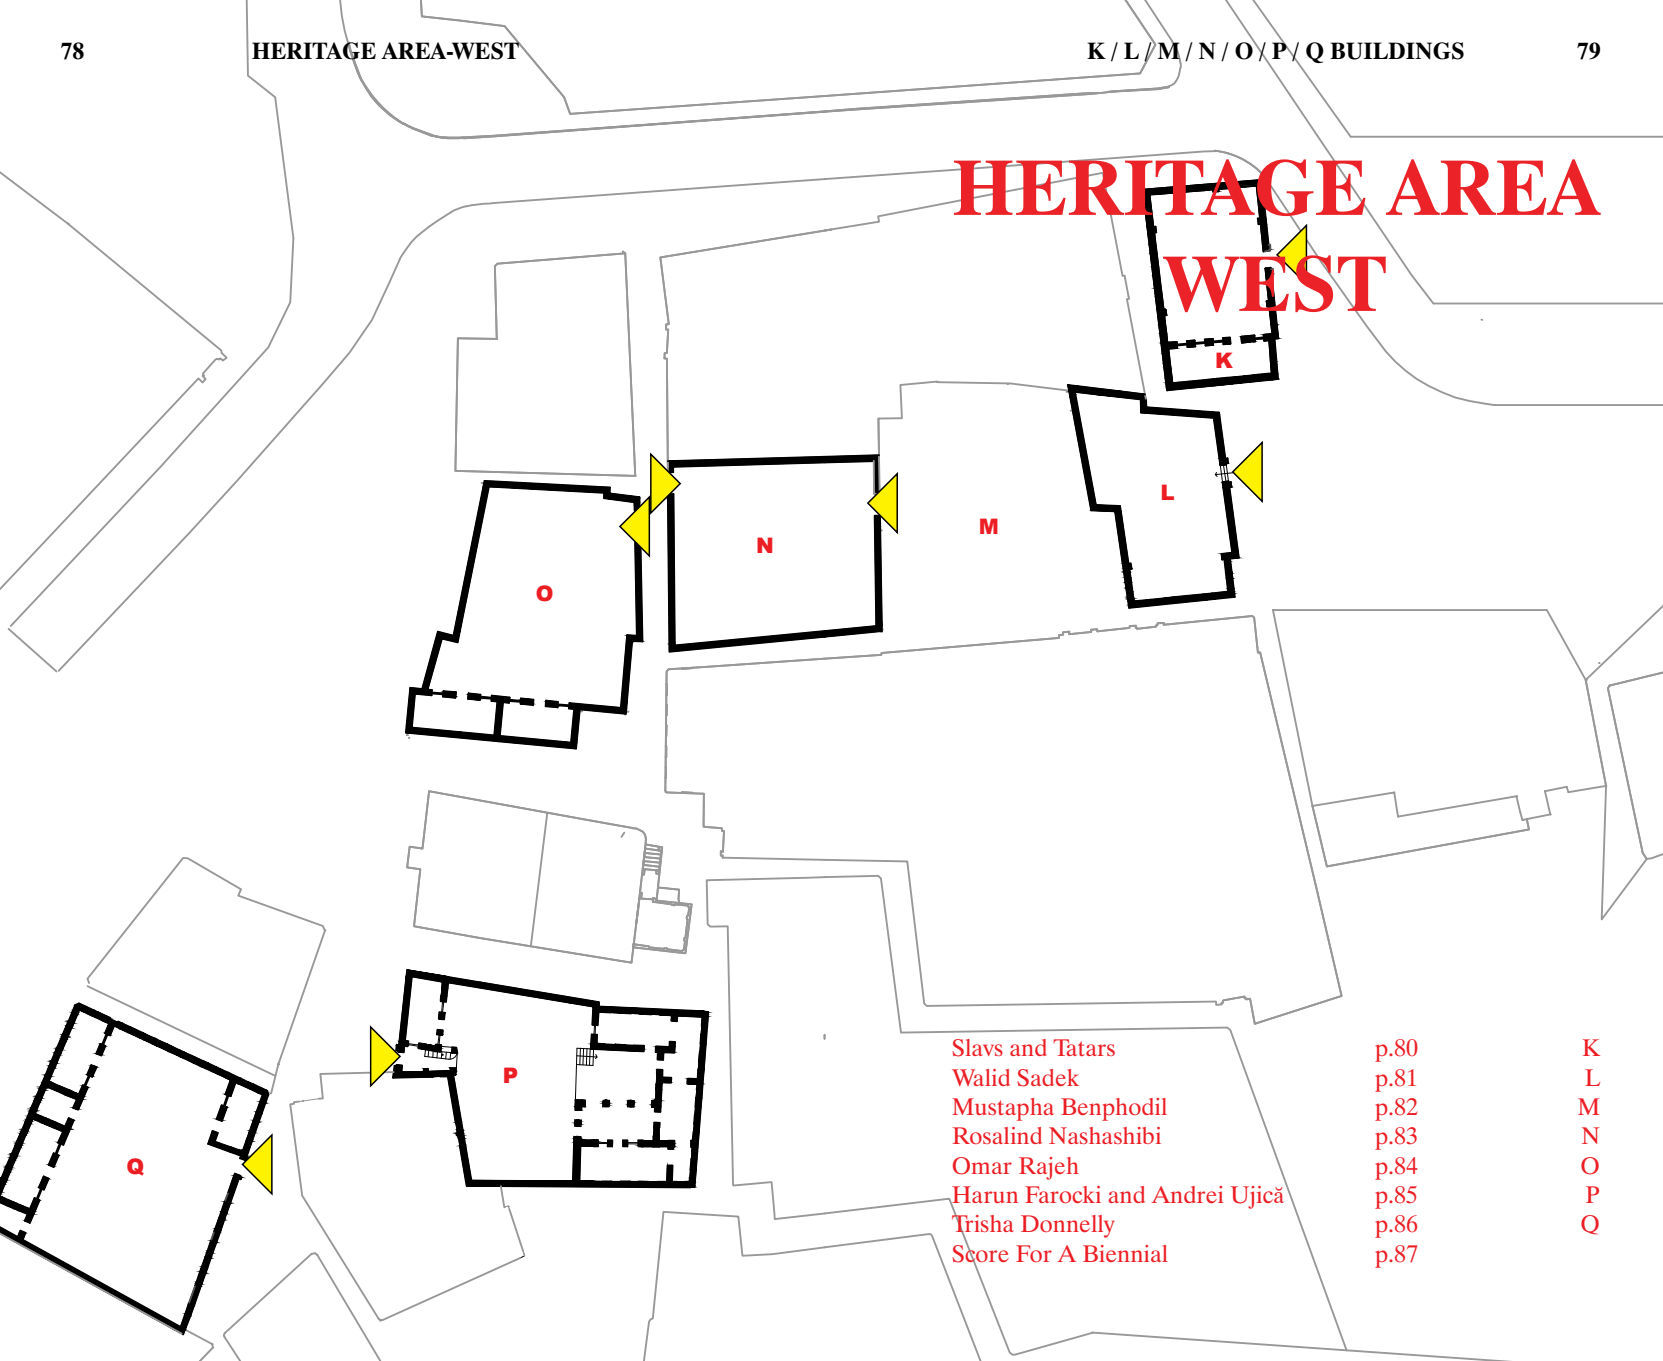 78 HERITAGE AREA-WEST K / L / M / N / O / P / Q BUILDINGS 79
HERITAGE AREA
WEST
K
L
M
N
O
P
Q
Slavs and Tatars p.80 K
Walid Sadek p.81 L
Mustapha Benphodil p.82 M
Rosalind Nashashibi p.83 N
Omar Rajeh p.84 O
Harun Farocki and Andrei Ujică p.85 P
Trisha Donnelly p.86 Q
Score For A Biennial p.87